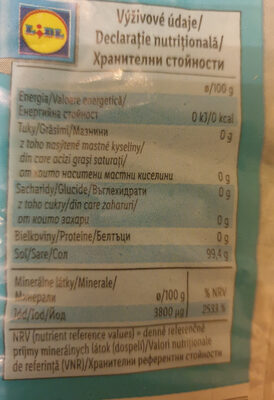 LIDL
Výživové údaje/
Declarație nutrițională/
Хранителни стойности
ø/100 g
Energia/Valoare energetică/
Енергийна стойност 0 kJ/0 kcal
Tuky/Grăsimi/Мазнини 0 g
z toho nasýtené mastné kyseliny/
din care acizi grași saturați/
от които наситени мастни киселини 0 g
Sacharidy/Glucide/Въглехидрати 0 g
z toho cukry/din care zaharuri/
от които захари 0 g
Bielkoviny/Proteine/Белтъци 0 g
Soľ/Sare/Сол 99,4 g
Minerálne látky/Minerale/
Минерали ø/100 g % NRV
Jód/Iod/Йод 3800 µg 2533 %
NRV (nutrient reference values) = denné referenčné
príjmy minerálnych látok (dospelí)/Valori nutriționale
de referință (VNR)/Хранителни референтни стойности